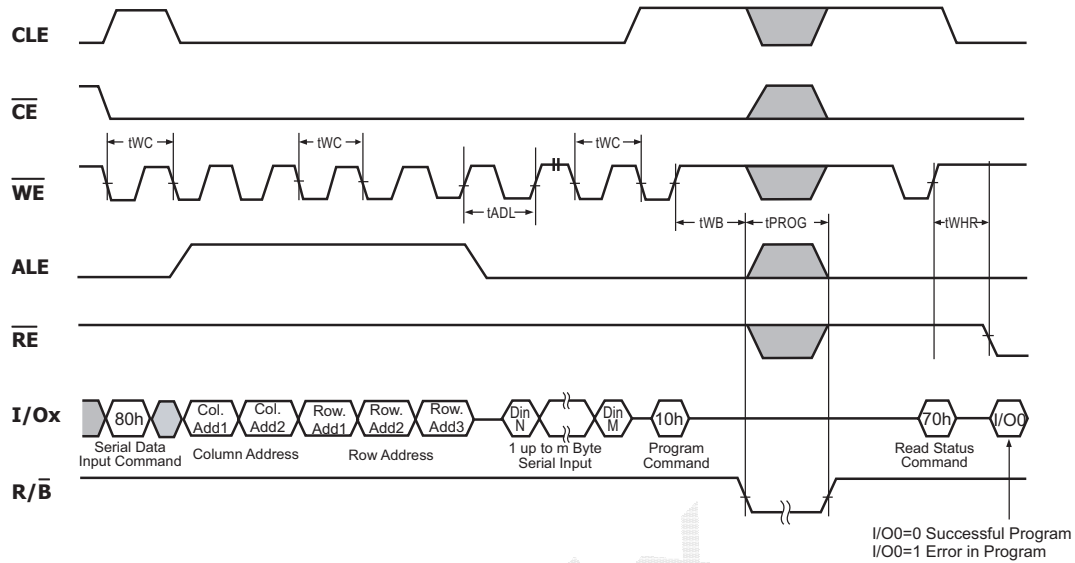 CLE
CE
tWC
tWC
tWC
WE
tADL
tWB
tPROG
tWHR
ALE
RE
I/Ox
80h
Col. Add1
Col. Add2
Row. Add1
Row. Add2
Row. Add3
Din N
Din M
10h
70h
I/O0
Serial Data
Input Command
Column Address
Row Address
1 up to m Byte
Serial Input
Program
Command
Read Status
Command
R/B
I/O0=0 Successful Program
I/O0=1 Error in Program